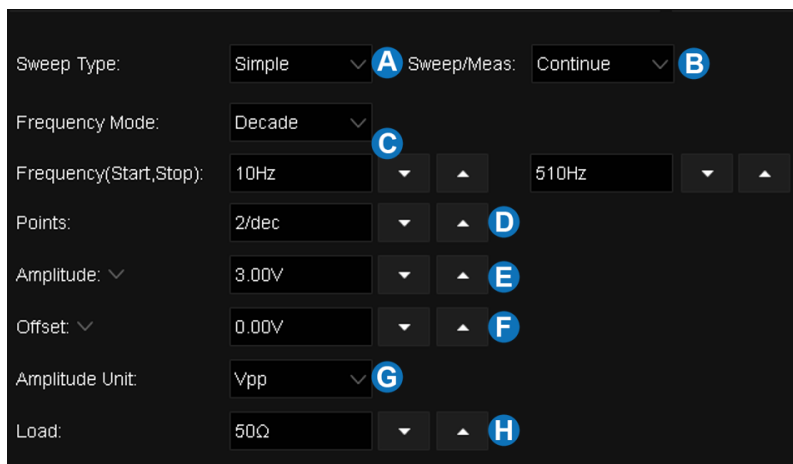 Sweep Type: Simple A Sweep/Meas: Continue B
Frequency Mode: Decade
C
Frequency(Start,Stop): 10Hz 510Hz
Points: 2/dec D
Amplitude: 3.00V E
Offset: 0.00V F
Amplitude Unit: Vpp G
Load: 50Ω H